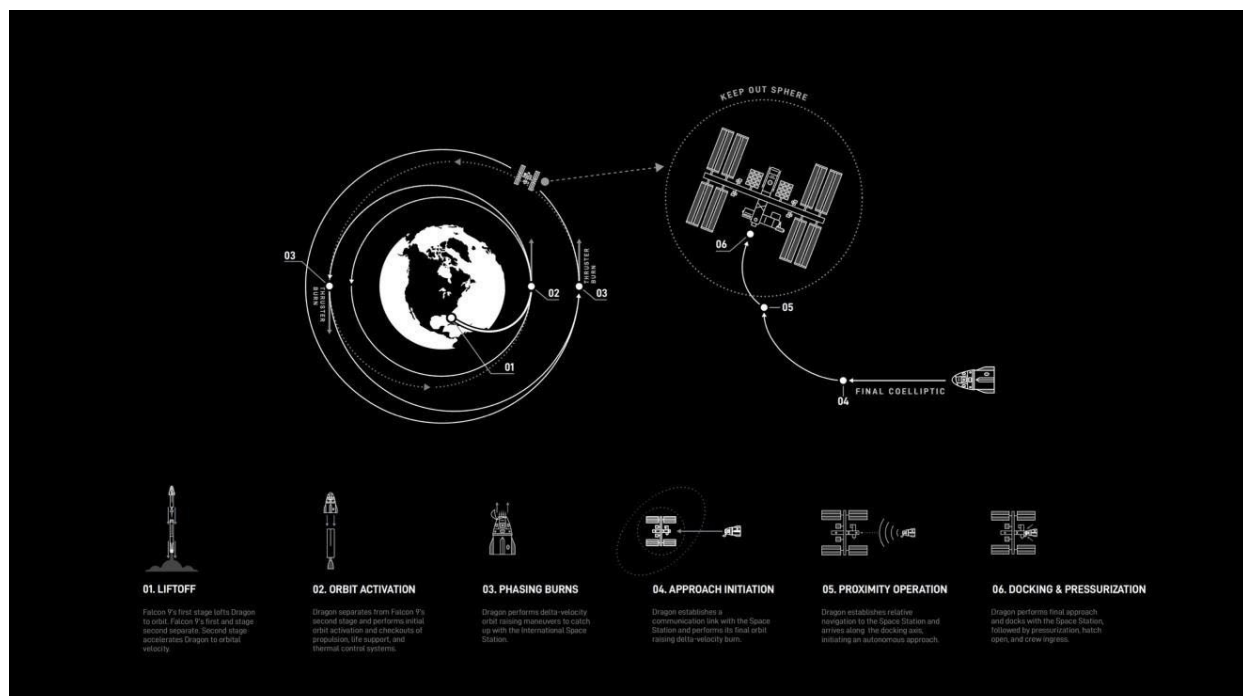 KEEP OUT SPHERE
03
THRUSTER
BURN
02
THRUSTER
BURN
03
01
06
05
04
FINAL COELLIPTIC
01. LIFTOFF
Falcon 9's first stage lofts Dragon
to orbit. Falcon 9's first and stage
second separate. Second stage
accelerates Dragon to orbital
velocity.
02. ORBIT ACTIVATION
Dragon separates from Falcon 9's
second stage and performs initial
orbit activation and checkouts of
propulsion, life support, and
thermal control systems.
03. PHASING BURNS
Dragon performs delta-velocity
orbit raising maneuvers to catch
up with the International Space
Station.
04. APPROACH INITIATION
Dragon establishes a
communication link with the Space
Station and performs its final orbit
raising delta-velocity burn.
05. PROXIMITY OPERATION
Dragon establishes relative
navigation to the Space Station and
arrives along the docking axis,
initiating an autonomous approach.
06. DOCKING & PRESSURIZATION
Dragon performs final approach
and docks with the Space Station,
followed by pressurization, hatch
open, and crew ingress.